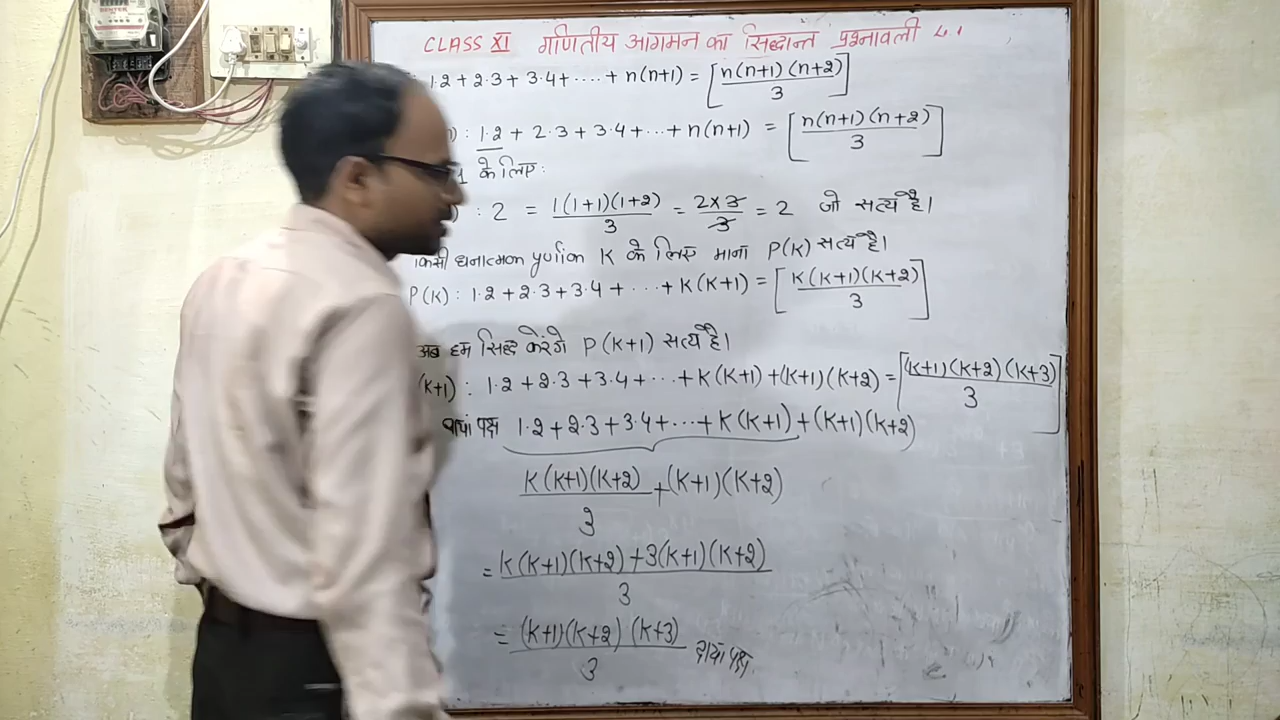 CLASS XI गणितीय आगमन का सिद्धान्त प्रश्नावली 4.1
1.2 + 2.3 + 3.4 + ..... + n(n+1) = [n(n+1)(n+2)/3]
) : 1.2 + 2.3 + 3.4 + ... + n(n+1) = [n(n+1)(n+2)/3]
1 के लिए:
) : 2 = 1(1+1)(1+2)/3 = 2×3/3 = 2 जो सत्य है।
किसी धनात्मक पूर्णांक K के लिए माना P(K) सत्य है।
P(K) : 1.2 + 2.3 + 3.4 + ... + K(K+1) = [K(K+1)(K+2)/3]
अब हम सिद्ध करेंगे P(K+1) सत्य है।
(K+1) : 1.2 + 2.3 + 3.4 + ... + K(K+1) + (K+1)(K+2) = [(K+1)(K+2)(K+3)/3]
बायां पक्ष 1.2 + 2.3 + 3.4 + ... + K(K+1) + (K+1)(K+2)
K(K+1)(K+2)/3 + (K+1)(K+2)
= K(K+1)(K+2) + 3(K+1)(K+2)/3
= (K+1)(K+2)(K+3)/3 दायां पक्ष